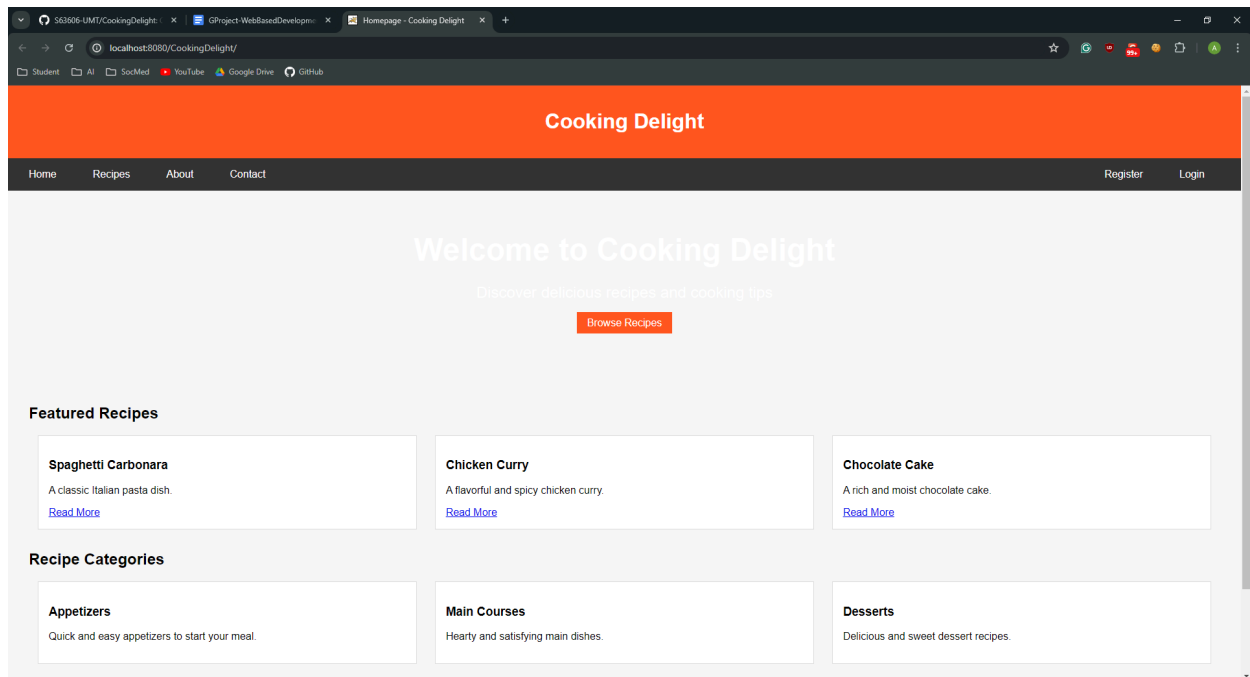 S63606-UMT/CookingDelight:
GProject-WebBasedDevelopme
Homepage - Cooking Delight
localhost:8080/CookingDelight/
99+
A
Student AI SocMed YouTube Google Drive GitHub
Cooking Delight
Home Recipes About Contact Register Login
Welcome to Cooking Delight
Discover delicious recipes and cooking tips
Browse Recipes
Featured Recipes
Spaghetti Carbonara
A classic Italian pasta dish.
Read More
Chicken Curry
A flavorful and spicy chicken curry.
Read More
Chocolate Cake
A rich and moist chocolate cake.
Read More
Recipe Categories
Appetizers
Quick and easy appetizers to start your meal.
Main Courses
Hearty and satisfying main dishes.
Desserts
Delicious and sweet dessert recipes.